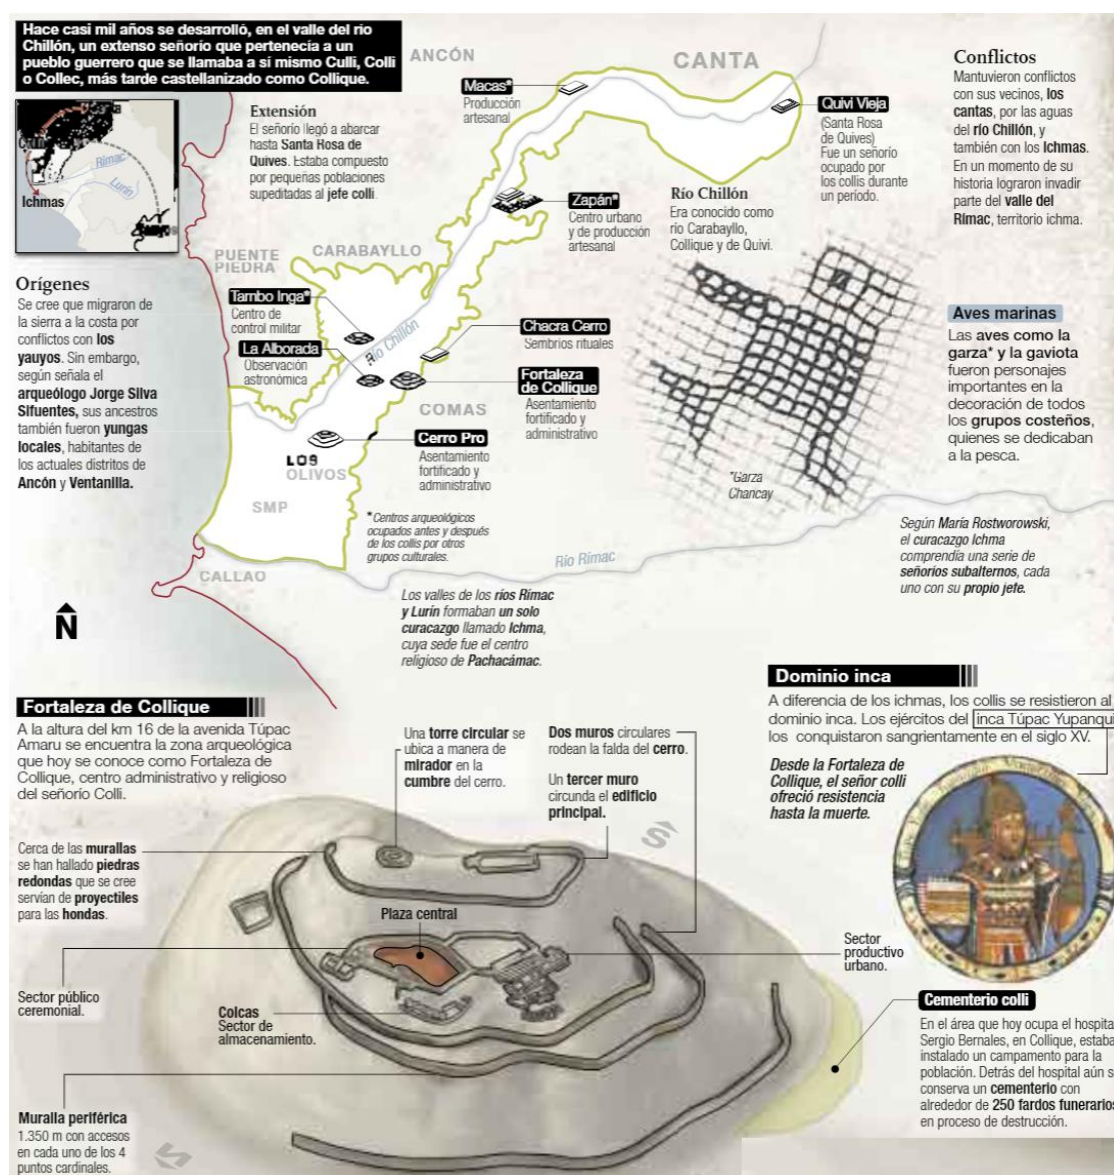 Hace casi mil años se desarrolló, en el valle del río
Chillón, un extenso señorío que pertenecía a un
pueblo guerrero que se llamaba a sí mismo Culli, Colli
o Collec, más tarde castellanizado como Collique.
Rímac
Lurín
Ichmas
Extensión
El señorío llegó a abarcar
hasta Santa Rosa de
Quives. Estaba compuesto
por pequeñas poblaciones
supeditadas al jefe colli.
Orígenes
Se cree que migraron de
la sierra a la costa por
conflictos con los
yauyos. Sin embargo,
según señala el
arqueólogo Jorge Silva
Sifuentes, sus ancestros
también fueron yungas
locales, habitantes de
los actuales distritos de
Ancón y Ventanilla.
ANCÓN
CANTA
Macas*
Producción
artesanal
Quivi Vieja
(Santa Rosa
de Quives)
Fue un señorío
ocupado por
los collis durante
un período.
Zapán*
Centro urbano
y de producción
artesanal
Río Chillón
Era conocido como
río Carabayllo,
Collique y de Quivi.
PUENTE
PIEDRA
CARABAYLLO
Tambo Inga*
Centro de
control militar
La Alborada
Observación
astronómica
Río Chillón
Chacra Cerro
Sembríos rituales
Fortaleza
de Collique
Asentamiento
fortificado y
administrativo
COMAS
Cerro Pro
Asentamiento
fortificado y
administrativo
LOS
OLIVOS
SMP
CALLAO
*Centros arqueológicos
ocupados antes y después
de los collis por otros
grupos culturales.
Río Rímac
Los valles de los ríos Rímac
y Lurín formaban un solo
curacazgo llamado Ichma,
cuya sede fue el centro
religioso de Pachacámac.
N
Conflictos
Mantuvieron conflictos
con sus vecinos, los
cantas, por las aguas
del río Chillón, y
también con los Ichmas.
En un momento de su
historia lograron invadir
parte del valle del
Rímac, territorio ichma.
Aves marinas
Las aves como la
garza* y la gaviota
fueron personajes
importantes en la
decoración de todos
los grupos costeños,
quienes se dedicaban
a la pesca.
*Garza
Chancay
Según María Rostworowski,
el curacazgo Ichma
comprendía una serie de
señoríos subalternos, cada
uno con su propio jefe.
Fortaleza de Collique
A la altura del km 16 de la avenida Túpac
Amaru se encuentra la zona arqueológica
que hoy se conoce como Fortaleza de
Collique, centro administrativo y religioso
del señorío Colli.
Una torre circular se
ubica a manera de
mirador en la
cumbre del cerro.
Dos muros circulares
rodean la falda del cerro.
Un tercer muro
circunda el edificio
principal.
Cerca de las murallas
se han hallado piedras
redondas que se cree
servían de proyectiles
para las hondas.
Plaza central
Sector público
ceremonial.
Colcas
Sector de
almacenamiento.
Sector
productivo
urbano.
Muralla periférica
1.350 m con accesos
en cada uno de los 4
puntos cardinales.
S
S
Dominio inca
A diferencia de los ichmas, los collis se resistieron al
dominio inca. Los ejércitos del inca Túpac Yupanqui
los conquistaron sangrientamente en el siglo XV.
Desde la Fortaleza de
Collique, el señor colli
ofreció resistencia
hasta la muerte.
Cementerio colli
En el área que hoy ocupa el hospita
Sergio Bernales, en Collique, estaba
instalado un campamento para la
población. Detrás del hospital aún s
conserva un cementerio con
alrededor de 250 fardos funerarios
en proceso de destrucción.